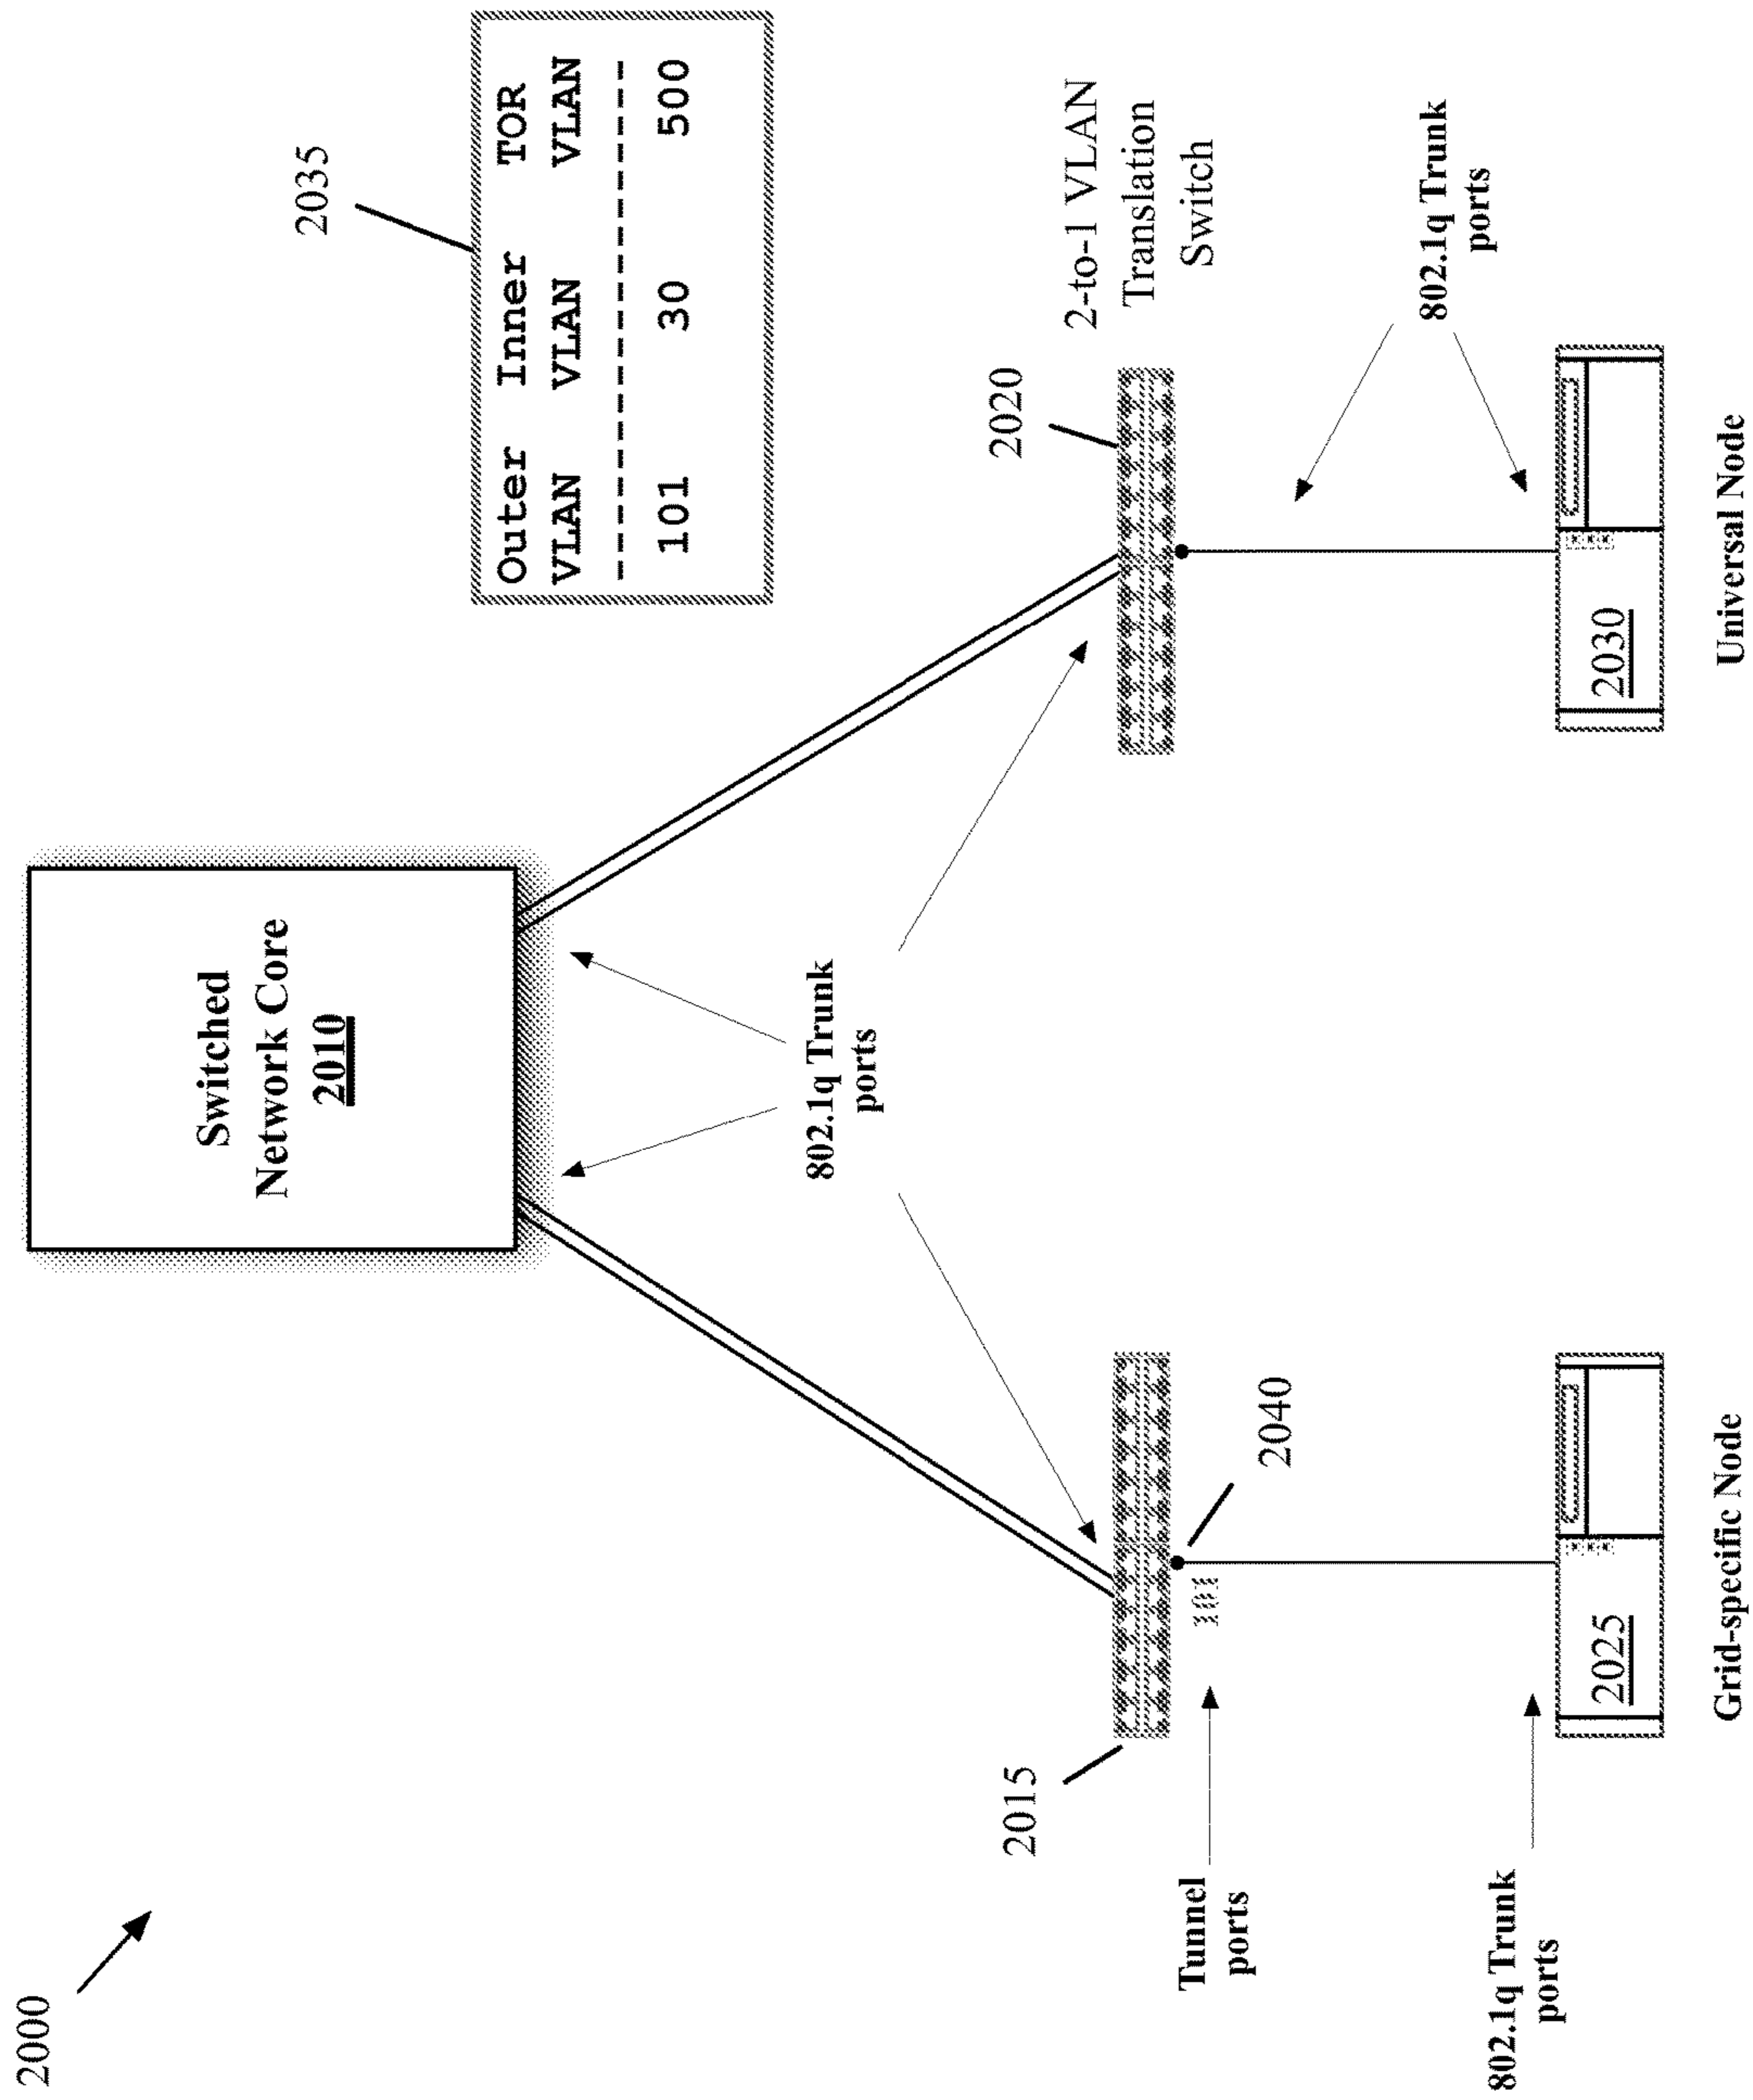 2000
Switched
Network Core
2010
2035
Outer Inner TOR
VLAN VLAN VLAN
--------------------
101 30 500
802.1q Trunk
ports
2015
2020
2-to-1 VLAN
Translation
Switch
Tunnel
ports
101
2040
802.1q Trunk
ports
802.1q Trunk
ports
2025
2030
Grid-specific Node
Universal Node